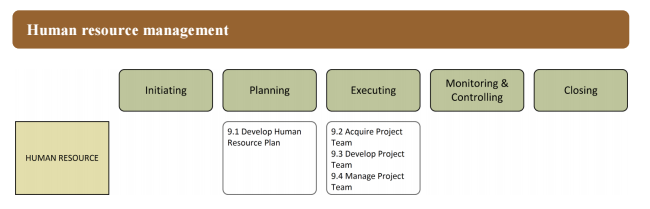 Human resource management
Initiating
Planning
Executing
Monitoring &
Controlling
Closing
HUMAN RESOURCE
9.1 Develop Human
Resource Plan
9.2 Acquire Project
Team
9.3 Develop Project
Team
9.4 Manage Project
Team